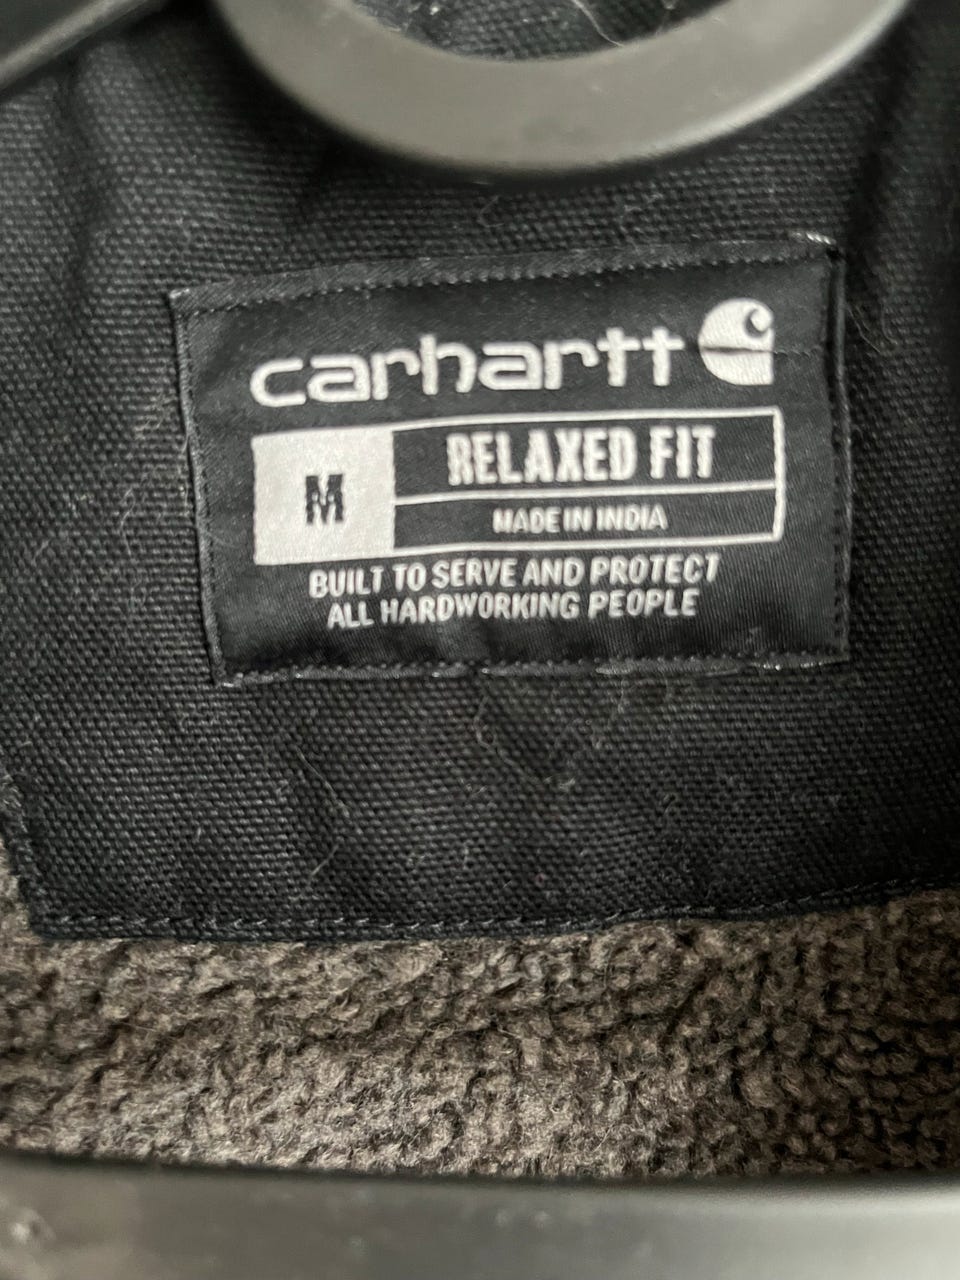 carhartt
M
RELAXED FIT
MADE IN INDIA
BUILT TO SERVE AND PROTECT
ALL HARDWORKING PEOPLE